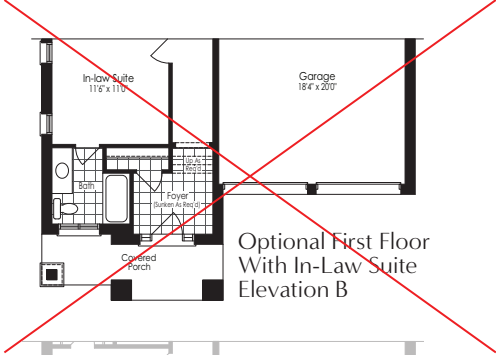 In-law Suite
11'6" x 11'0"
Garage
18'4" x 20'0"
Up As
Req'd
Bath
Foyer
(Sunken As Req'd)
Covered
Porch
Optional First Floor
With In-Law Suite
Elevation B